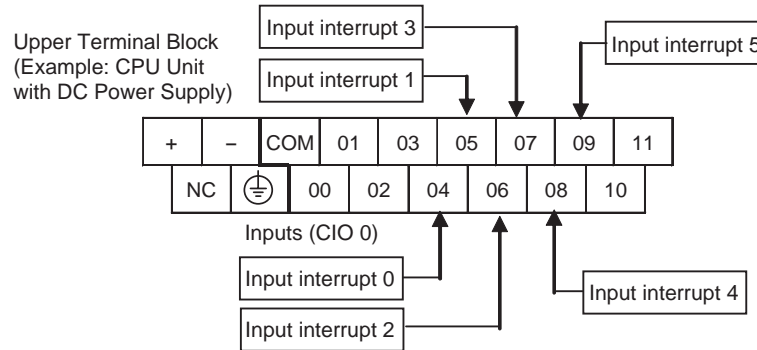 Upper Terminal Block
(Example: CPU Unit
with DC Power Supply)
Input interrupt 3
Input interrupt 1
Input interrupt 5
+ – COM 01 03 05 07 09 11
NC 00 02 04 06 08 10
Inputs (CIO 0)
Input interrupt 0
Input interrupt 2
Input interrupt 4